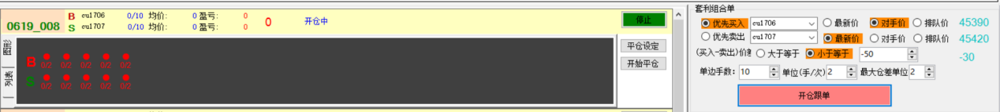 0619_008
B cu1706 0/10 均价: 0 盈亏: 0
S cu1707 0/10 均价: 0 盈亏: 0
0
开仓中
停止
图形
列表
B 0/2 0/2 0/2 0/2 0/2
S 0/2 0/2 0/2 0/2 0/2
平仓设定
开始平仓
套利组合单
优先买入 cu1706 最新价 对手价 排队价 45390
优先卖出 cu1707 最新价 对手价 排队价 45420
(买入-卖出)价差 大于等于 小于等于 -50 -30
单边手数: 10 单位(手/次) 2 最大仓差单位 2
开仓跟单